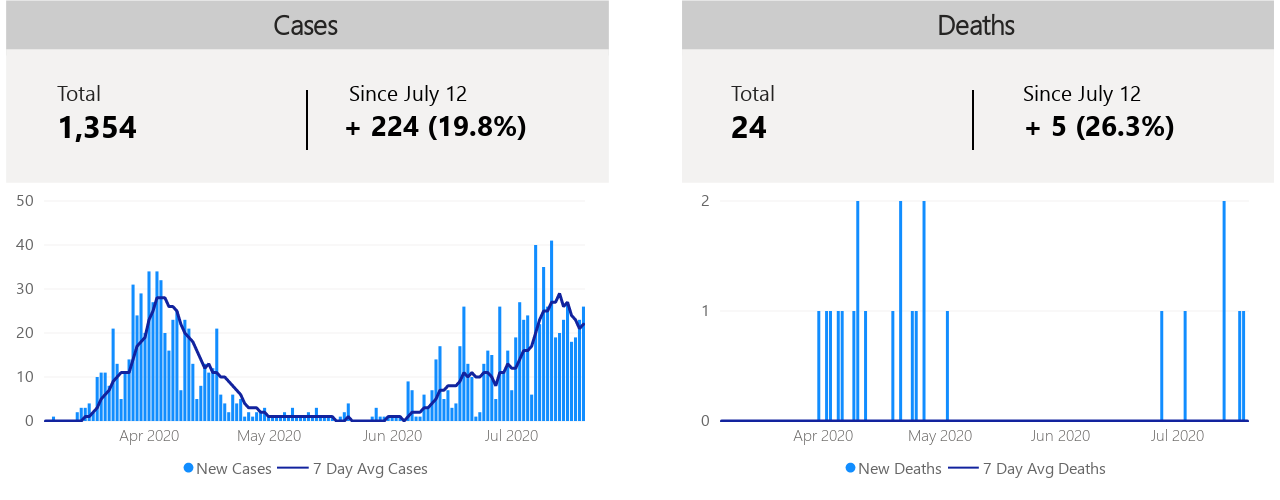 Cases
Total
Since July 12
1,354
+ 224 (19.8%)
50
40
30
20
10
0
Apr 2020
May 2020
Jun 2020
Jul 2020
New Cases
7 Day Avg Cases
Deaths
Total
Since July 12
24
+ 5 (26.3%)
2
1
0
Apr 2020
May 2020
Jun 2020
Jul 2020
New Deaths
7 Day Avg Deaths